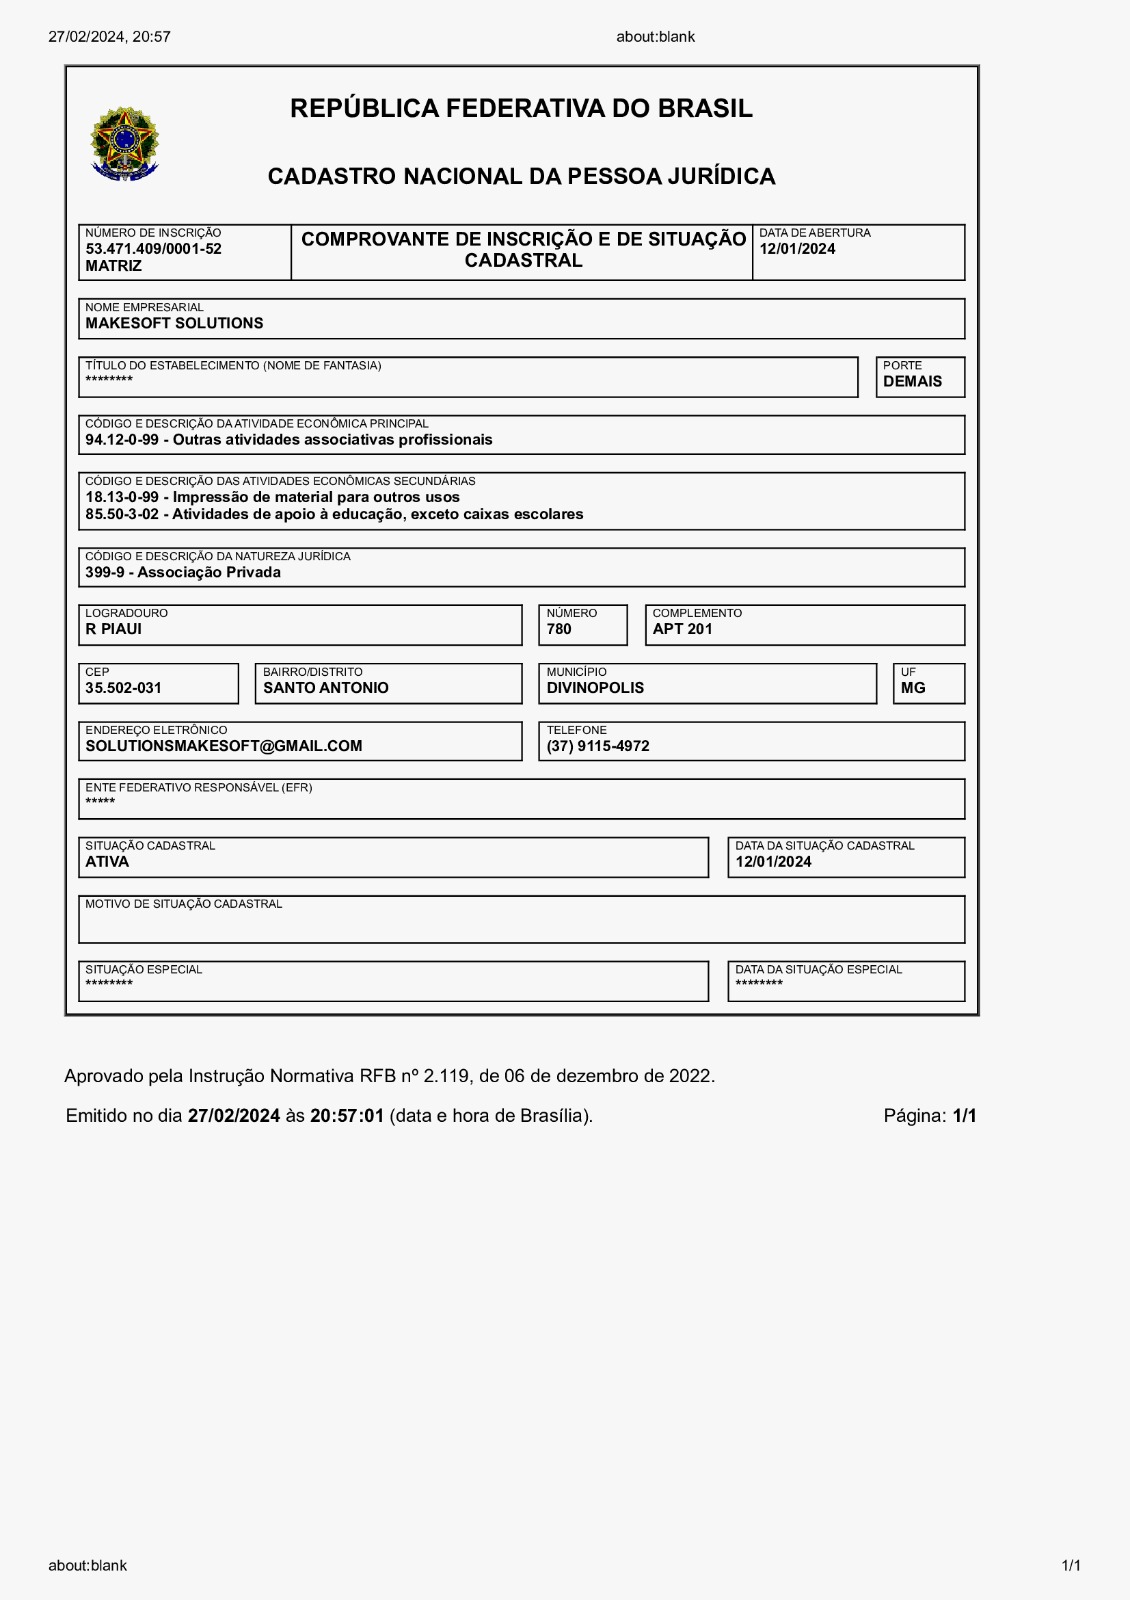 27/02/2024, 20:57
about:blank
REPÚBLICA FEDERATIVA DO BRASIL
CADASTRO NACIONAL DA PESSOA JURÍDICA
NÚMERO DE INSCRIÇÃO
53.471.409/0001-52
MATRIZ
COMPROVANTE DE INSCRIÇÃO E DE SITUAÇÃO
CADASTRAL
DATA DE ABERTURA
12/01/2024
NOME EMPRESARIAL
MAKESOFT SOLUTIONS
TÍTULO DO ESTABELECIMENTO (NOME DE FANTASIA)
********
PORTE
DEMAIS
CÓDIGO E DESCRIÇÃO DA ATIVIDADE ECONÔMICA PRINCIPAL
94.12-0-99 - Outras atividades associativas profissionais
CÓDIGO E DESCRIÇÃO DAS ATIVIDADES ECONÔMICAS SECUNDÁRIAS
18.13-0-99 - Impressão de material para outros usos
85.50-3-02 - Atividades de apoio à educação, exceto caixas escolares
CÓDIGO E DESCRIÇÃO DA NATUREZA JURÍDICA
399-9 - Associação Privada
LOGRADOURO
R PIAUI
NÚMERO
780
COMPLEMENTO
APT 201
CEP
35.502-031
BAIRRO/DISTRITO
SANTO ANTONIO
MUNICÍPIO
DIVINOPOLIS
UF
MG
ENDEREÇO ELETRÔNICO
SOLUTIONSMAKESOFT@GMAIL.COM
TELEFONE
(37) 9115-4972
ENTE FEDERATIVO RESPONSÁVEL (EFR)
*****
SITUAÇÃO CADASTRAL
ATIVA
DATA DA SITUAÇÃO CADASTRAL
12/01/2024
MOTIVO DE SITUAÇÃO CADASTRAL
SITUAÇÃO ESPECIAL
********
DATA DA SITUAÇÃO ESPECIAL
********
Aprovado pela Instrução Normativa RFB nº 2.119, de 06 de dezembro de 2022.
Emitido no dia 27/02/2024 às 20:57:01 (data e hora de Brasília).
Página: 1/1
about:blank
1/1